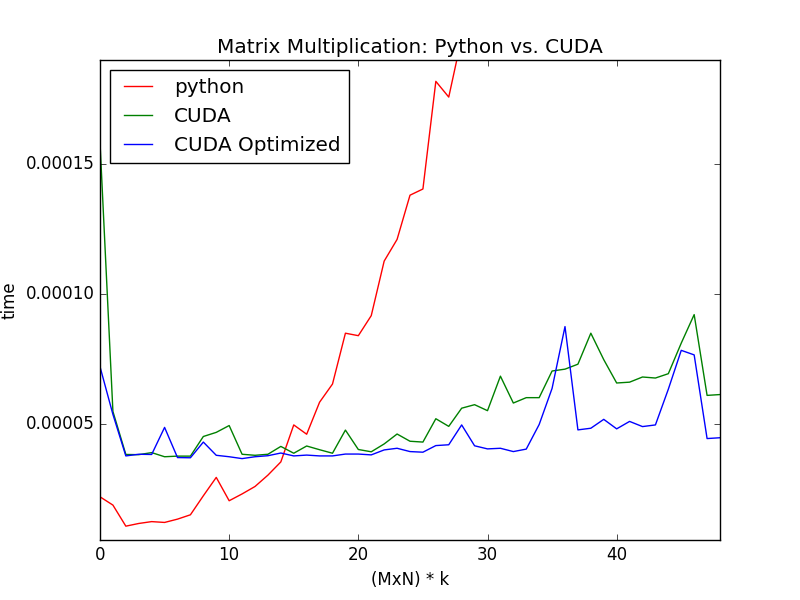 Matrix Multiplication: Python vs. CUDA
python
CUDA
CUDA Optimized
0.00015
0.00010
0.00005
time
0 10 20 30 40
(MxN) * k